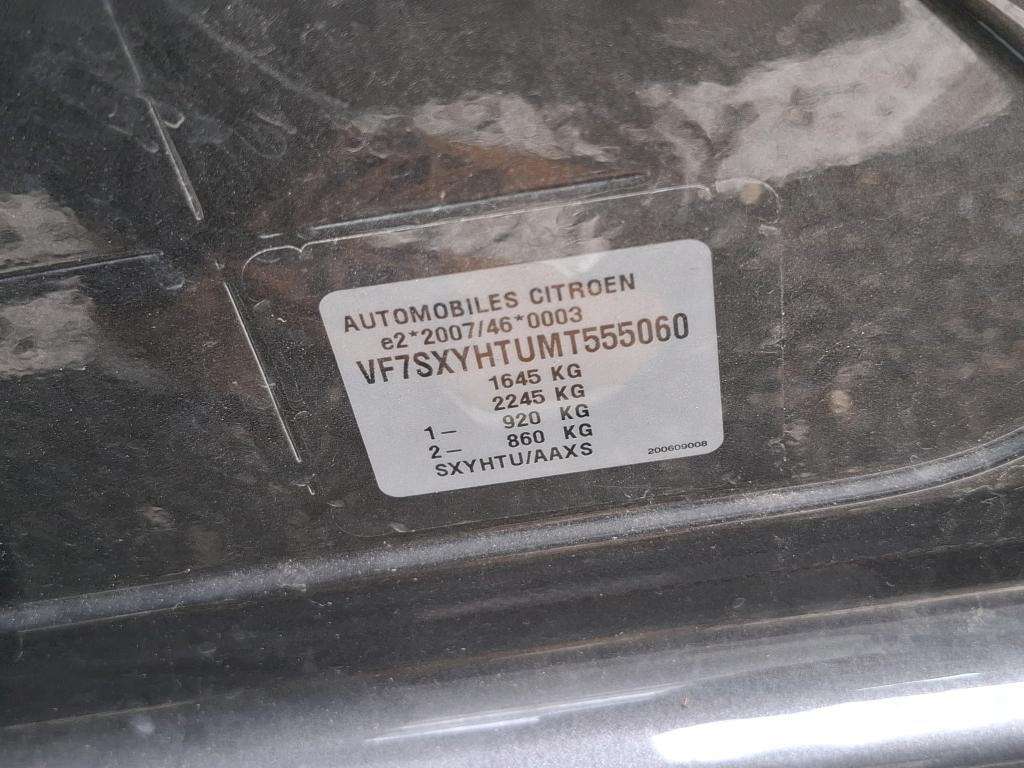 AUTOMOBILES CITROEN
e2*2007/46*0003
VF7SXYHTUMT555060
1645 KG
2245 KG
1– 920 KG
2– 860 KG
SXYHTU/AAXS
200609008